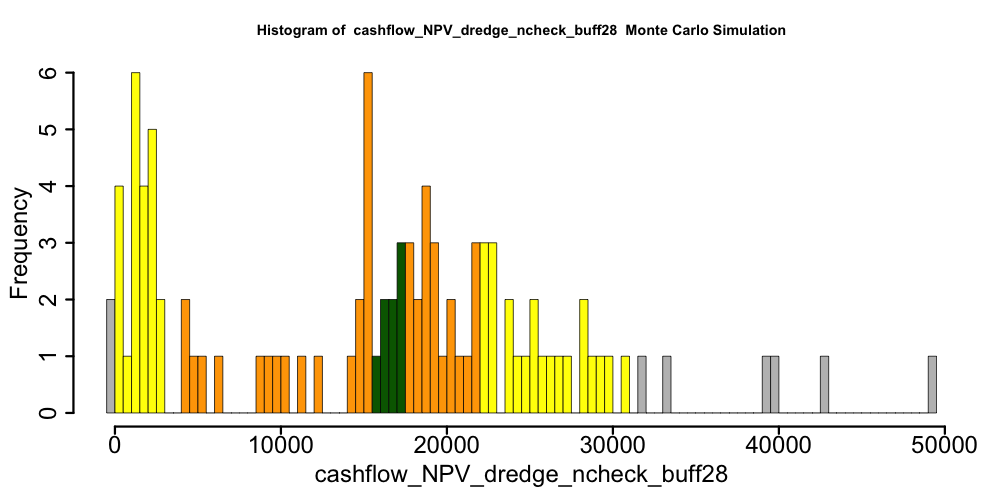 Histogram of  cashflow_NPV_dredge_ncheck_buff28  Monte Carlo Simulation
6
5
4
3
2
1
0
Frequency
0 10000 20000 30000 40000 50000
cashflow_NPV_dredge_ncheck_buff28